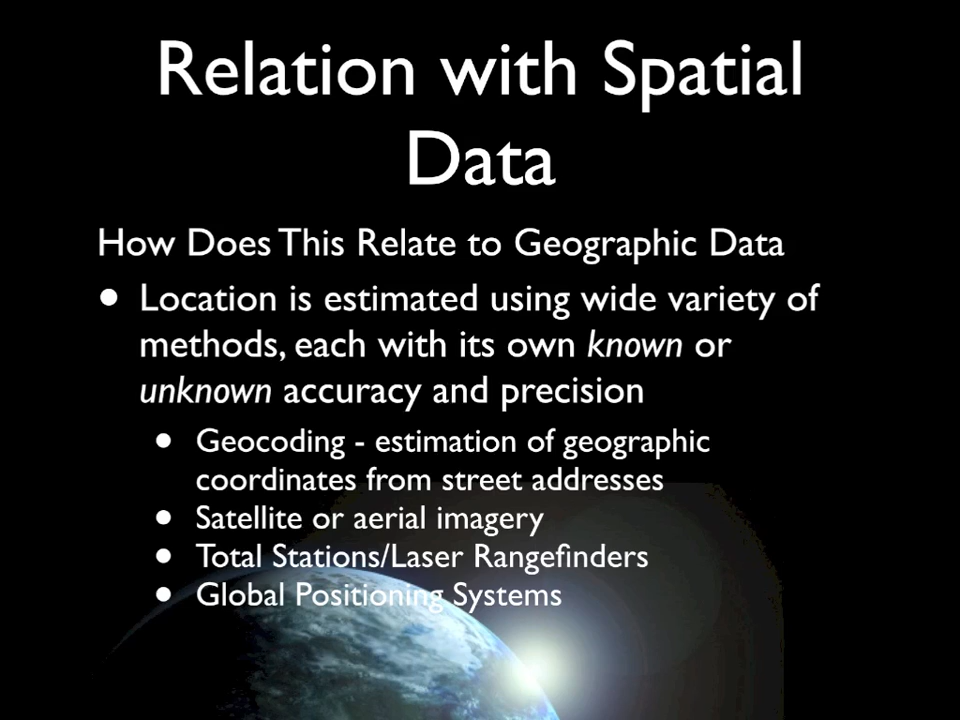 Relation with Spatial
Data
How Does This Relate to Geographic Data
• Location is estimated using wide variety of
methods, each with its own known or
unknown accuracy and precision
• Geocoding - estimation of geographic
coordinates from street addresses
• Satellite or aerial imagery
• Total Stations/Laser Rangefinders
• Global Positioning Systems